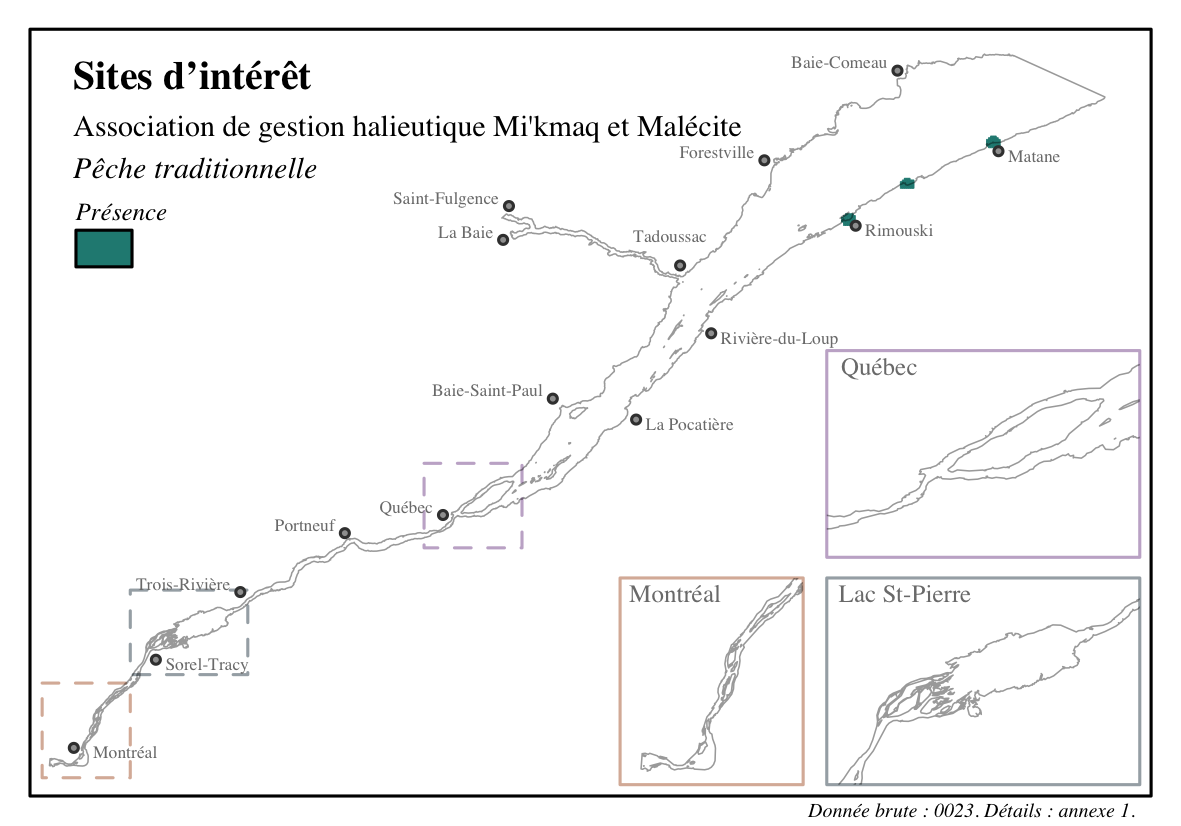 Sites d’intérêt
Association de gestion halieutique Mi'kmaq et Malécite
Pêche traditionnelle
Présence
Baie-Comeau
Forestville
Matane
Saint-Fulgence
La Baie
Tadoussac
Rimouski
Rivière-du-Loup
Baie-Saint-Paul
La Pocatière
Québec
Portneuf
Trois-Rivière
Sorel-Tracy
Montréal
Québec
Montréal
Lac St-Pierre
Donnée brute : 0023. Détails : annexe 1.